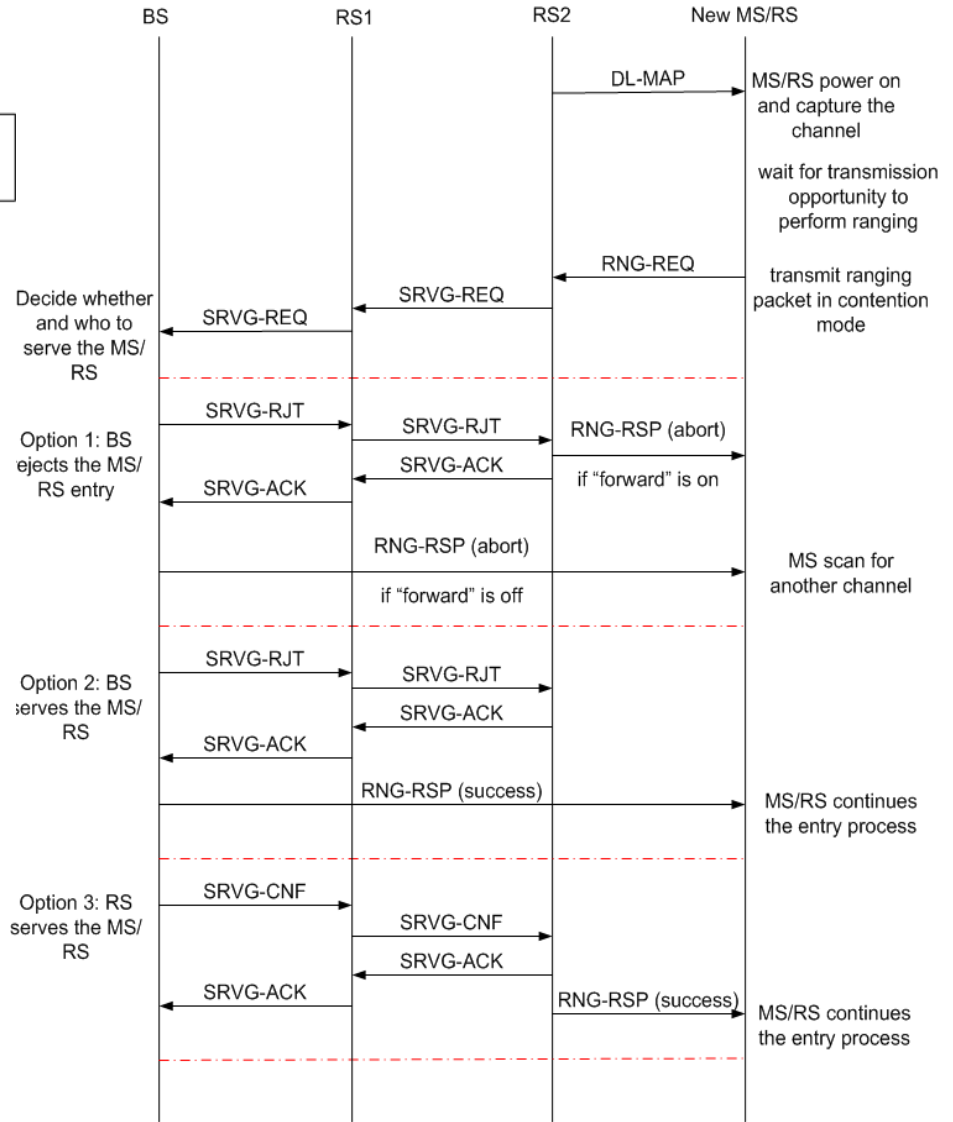 BS
RS1
RS2
New MS/RS
DL-MAP
MS/RS power on
and capture the
channel
wait for transmission
opportunity to
perform ranging
RNG-REQ
transmit ranging
packet in contention
mode
SRVG-REQ
SRVG-REQ
Decide whether
and who to
serve the MS/
RS
SRVG-RJT
SRVG-RJT
RNG-RSP (abort)
Option 1: BS
ejects the MS/
RS entry
SRVG-ACK
if “forward” is on
SRVG-ACK
RNG-RSP (abort)
MS scan for
another channel
if “forward” is off
SRVG-RJT
SRVG-RJT
Option 2: BS
serves the MS/
RS
SRVG-ACK
SRVG-ACK
RNG-RSP (success)
MS/RS continues
the entry process
SRVG-CNF
Option 3: RS
serves the MS/
RS
SRVG-CNF
SRVG-ACK
SRVG-ACK
RNG-RSP (success)
MS/RS continues
the entry process